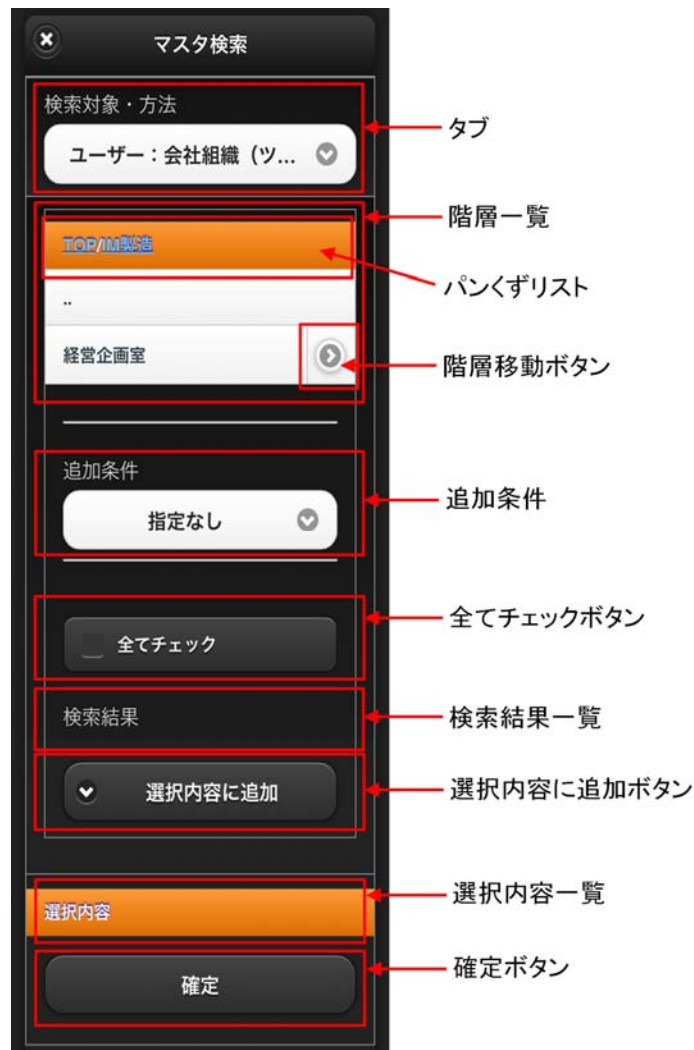 マスタ検索
検索対象・方法
タブ
ユーザー：会社組織（ツ...
階層一覧
TOP/IM製造
パンくずリスト
..
経営企画室
階層移動ボタン
追加条件
指定なし
追加条件
全てチェックボタン
全てチェック
検索結果
検索結果一覧
選択内容に追加
選択内容に追加ボタン
選択内容
選択内容一覧
確定
確定ボタン